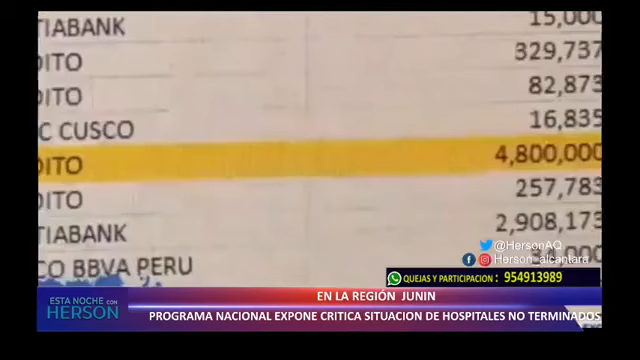 TIABANK 15,000
DITO 329,737
DITO 82,873
C CUSCO 16,835
DITO 4,800,000
DITO 257,783
TIABANK 2,908,173
CO BBVA PERU 34,000
@HersonAQ
Herson_alcantara
QUEJAS Y PARTICIPACION : 954913989
ESTA NOCHE CON
HERSON
EN LA REGIÓN JUNIN
PROGRAMA NACIONAL EXPONE CRITICA SITUACION DE HOSPITALES NO TERMINADOS